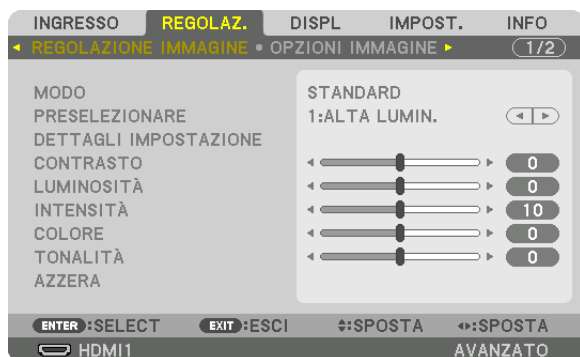 INGRESSO REGOLAZ. DISPL IMPOST. INFO
REGOLAZIONE IMMAGINE OPZIONI IMMAGINE 1/2
MODO STANDARD
PRESELEZIONARE 1:ALTA LUMIN.
DETTAGLI IMPOSTAZIONE
CONTRASTO 0
LUMINOSITÀ 0
INTENSITÀ 10
COLORE 0
TONALITÀ 0
AZZERA
ENTER :SELECT EXIT :ESCI :SPOSTA :SPOSTA
HDMI1 AVANZATO